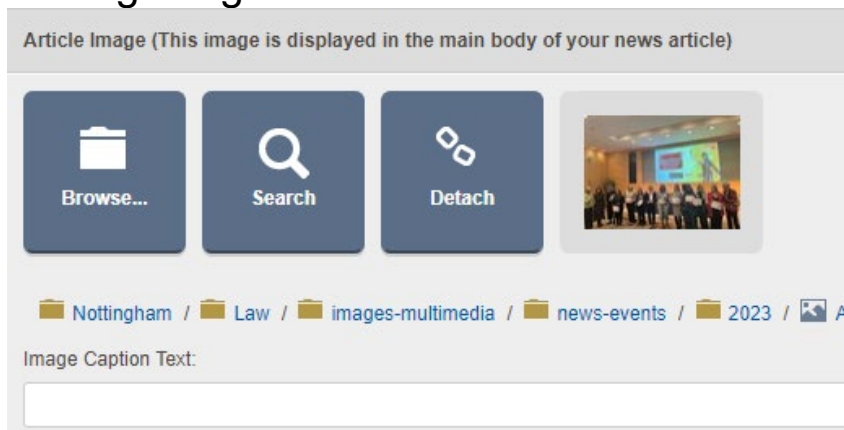 Article Image (This image is displayed in the main body of your news article)
Browse...
Search
Detach
Nottingham / Law / images-multimedia / news-events / 2023 / A
Image Caption Text: